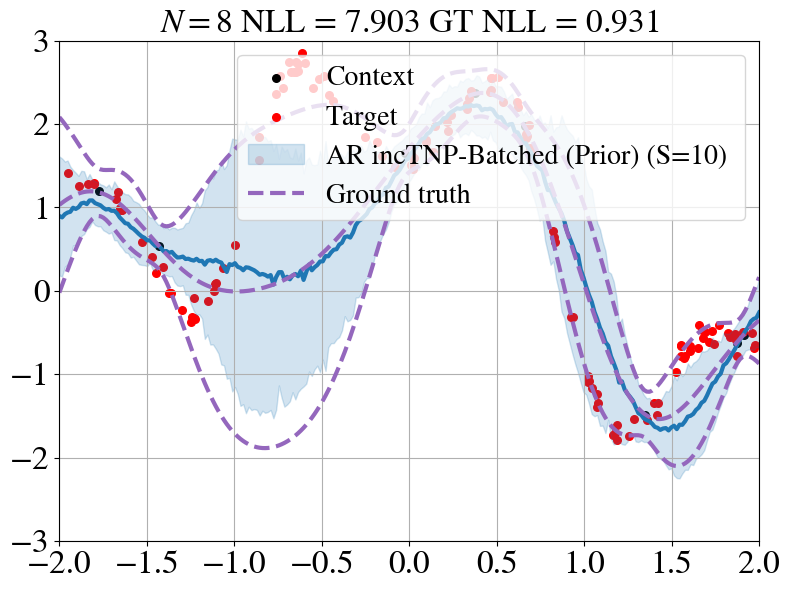 N = 8 NLL = 7.903 GT NLL = 0.931
3
2
1
0
−1
−2
−3
Context
Target
AR incTNP-Batched (Prior) (S=10)
Ground truth
−2.0 −1.5 −1.0 −0.5 0.0 0.5 1.0 1.5 2.0